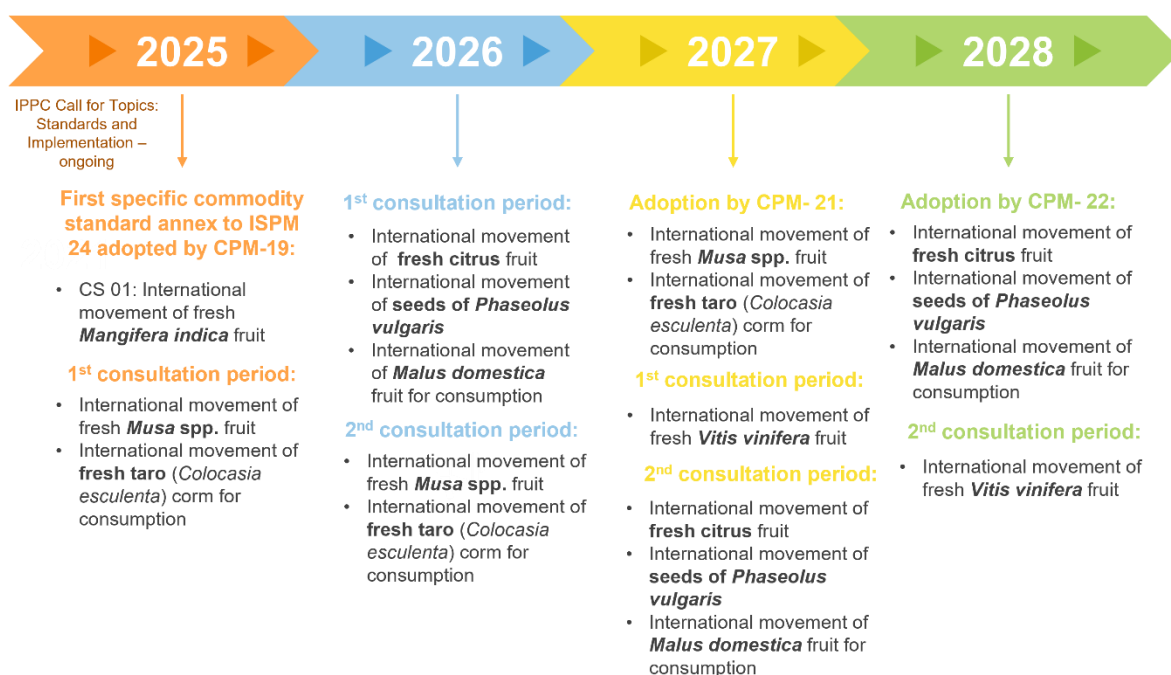 2025
2026
2027
2028
IPPC Call for Topics:
Standards and
Implementation –
ongoing
First specific commodity
standard annex to ISPM
24 adopted by CPM-19:
• CS 01: International
movement of fresh
Mangifera indica fruit
1st consultation period:
• International movement of
fresh Musa spp. fruit
• International movement of
fresh taro (Colocasia
esculenta) corm for
consumption
1st consultation period:
• International movement
of fresh citrus fruit
• International movement
of seeds of Phaseolus
vulgaris
• International movement
of Malus domestica
fruit for consumption
2nd consultation period:
• International movement of
fresh Musa spp. fruit
• International movement of
fresh taro (Colocasia
esculenta) corm for
consumption
Adoption by CPM- 21:
• International movement of
fresh Musa spp. fruit
• International movement of
fresh taro (Colocasia
esculenta) corm for
consumption
1st consultation period:
• International movement of
fresh Vitis vinifera fruit
2nd consultation period:
• International movement of
fresh citrus fruit
• International movement of
seeds of Phaseolus
vulgaris
• International movement of
Malus domestica fruit for
consumption
Adoption by CPM- 22:
• International movement of
fresh citrus fruit
• International movement of
seeds of Phaseolus
vulgaris
• International movement of
Malus domestica fruit for
consumption
2nd consultation period:
• International movement of
fresh Vitis vinifera fruit